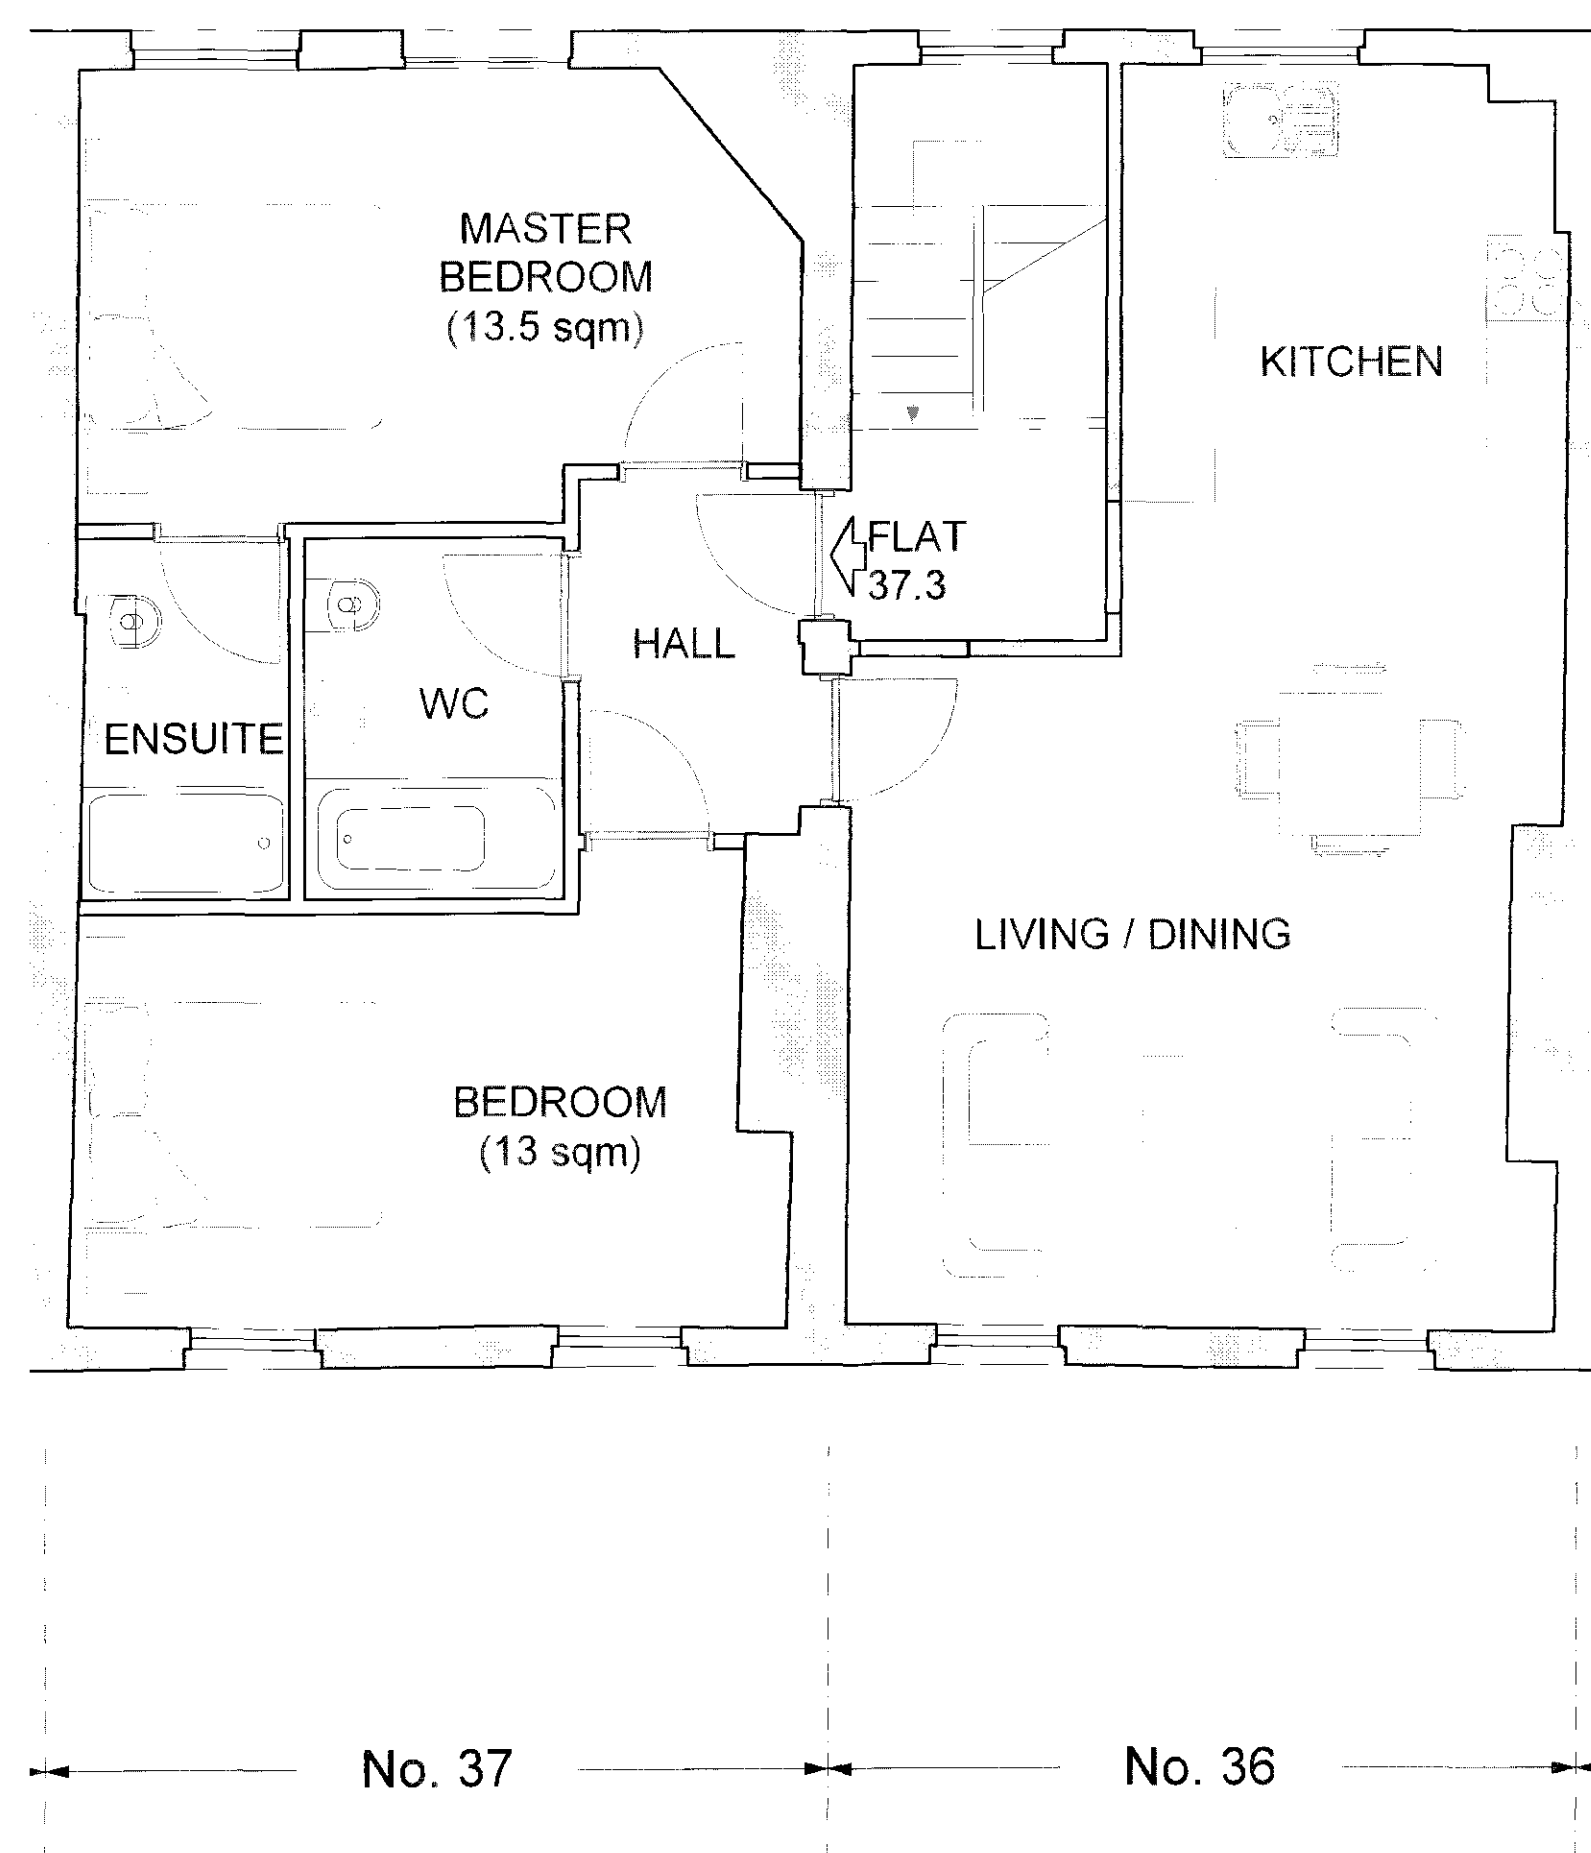 MASTER
BEDROOM
(13.5 sqm)
KITCHEN
FLAT
37.3
HALL
WC
ENSUITE
LIVING / DINING
BEDROOM
(13 sqm)
No. 37
No. 36